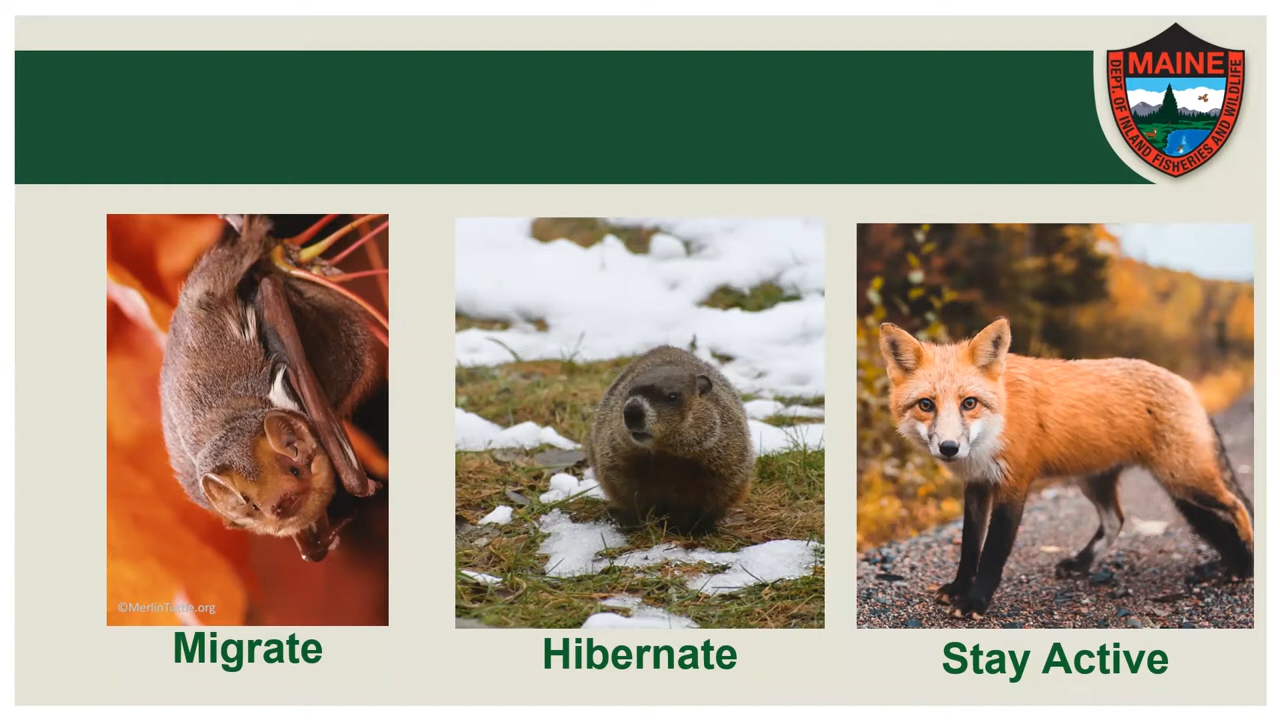 MAINE
DEPT. OF INLAND FISHERIES AND WILDLIFE
©MerlinTuttle.org
Migrate
Hibernate
Stay Active